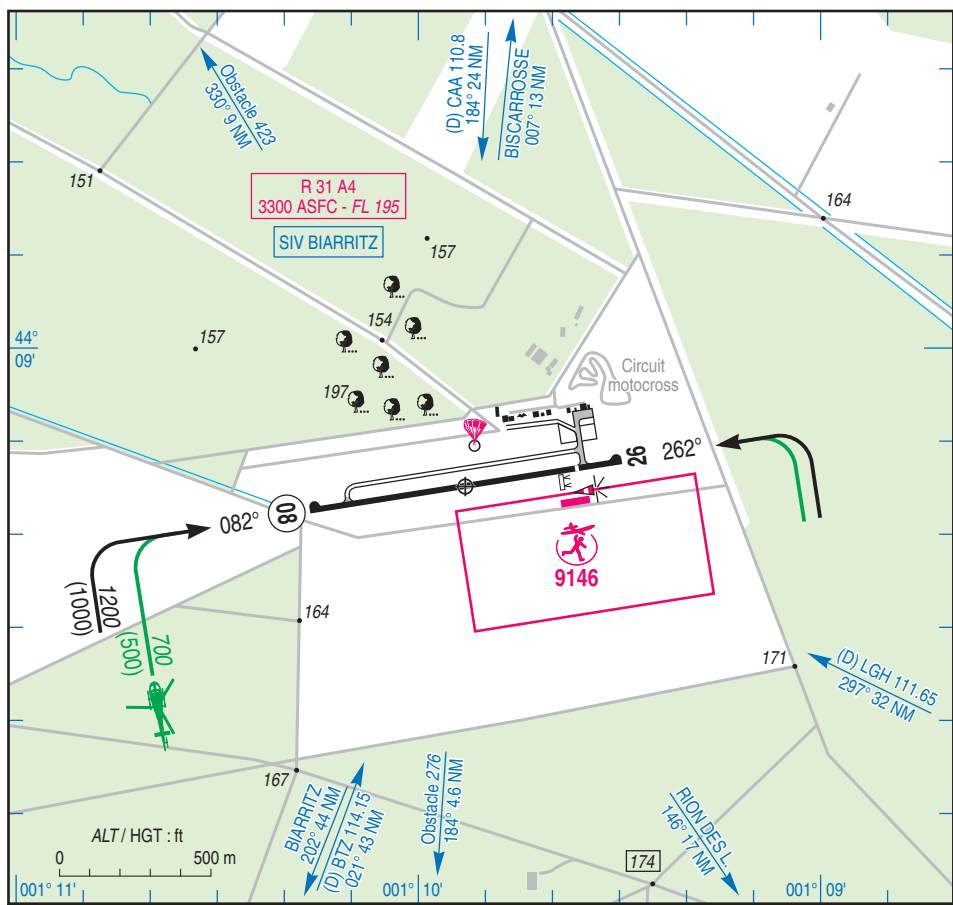 Obstacle 423
330° 9 NM
(D) CAA 110.8
184° 24 NM
BISCARROSSE
007° 13 NM
151
R 31 A4
3300 ASFC - FL 195
SIV BIARRITZ
157
164
44°
09'
157
154
197
Circuit
motocross
082°
08
26
262°
9146
1200
(1000)
700
(500)
164
171
(D) LGH 111.65
297° 32 NM
167
BIARRITZ
202° 44 NM
(D) BTZ 114.15
021° 43 NM
Obstacle 276
184° 4.6 NM
RION DES L.
146° 17 NM
174
ALT / HGT : ft
0 500 m
001° 11'
001° 10'
001° 09'